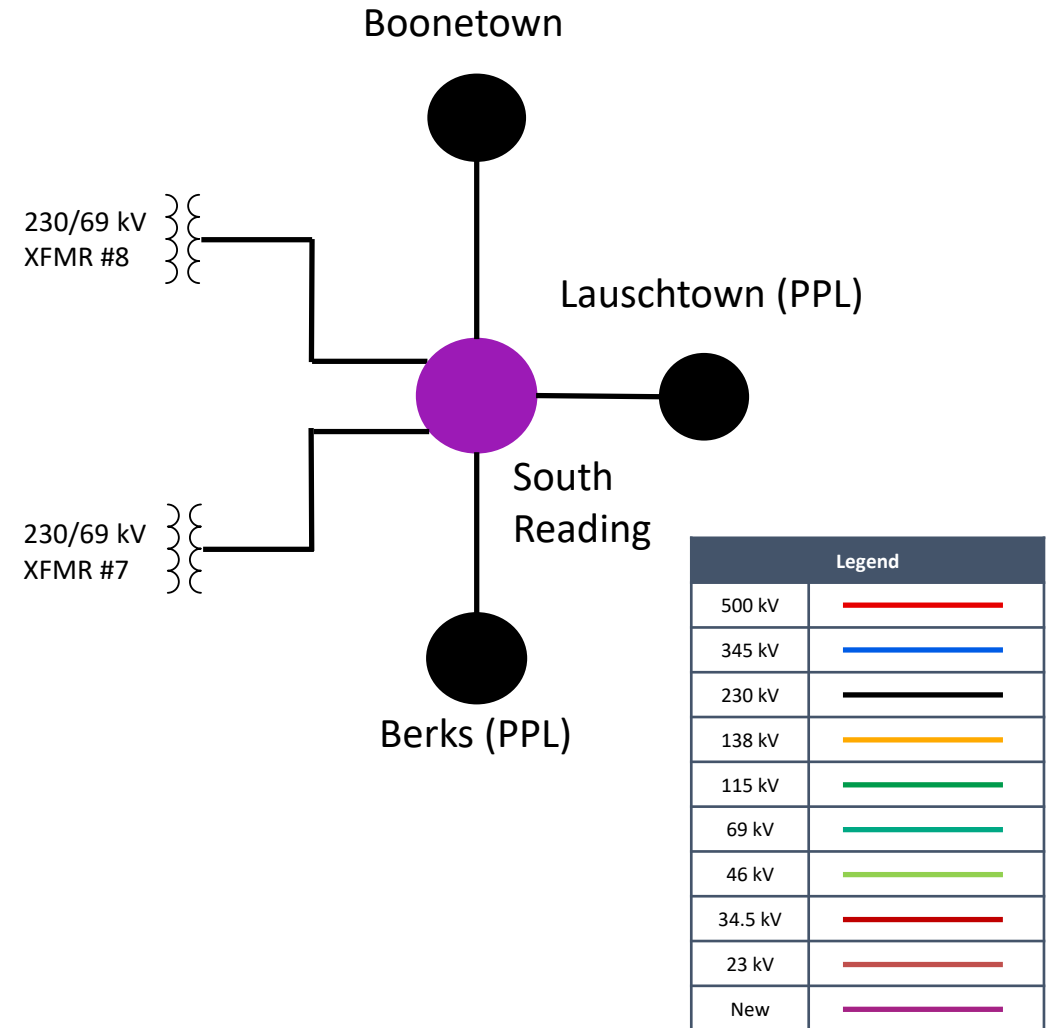 Boonetown
230/69 kV
XFMR #8
Lauschtown (PPL)
South
Reading
230/69 kV
XFMR #7
Berks (PPL)
Legend
500 kV
345 kV
230 kV
138 kV
115 kV
69 kV
46 kV
34.5 kV
23 kV
New